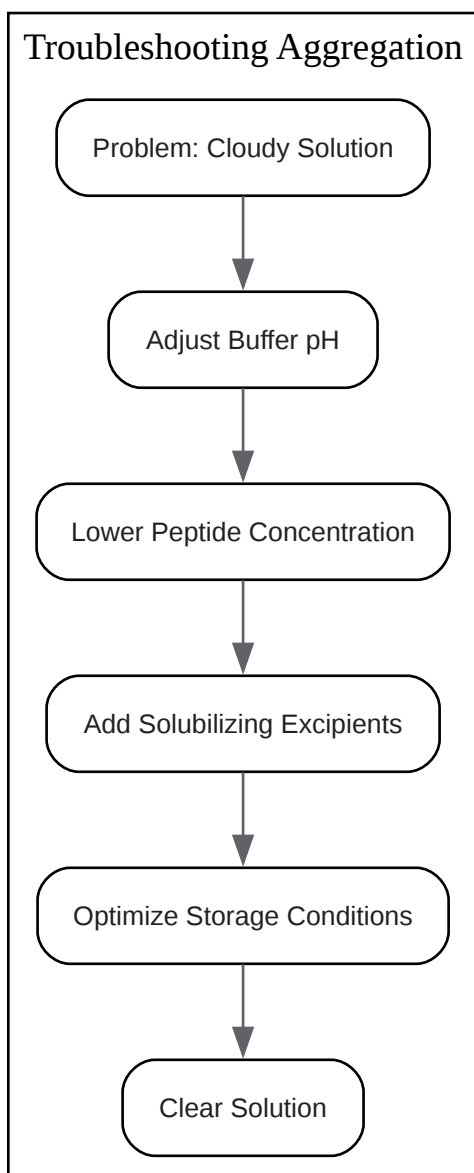 Troubleshooting Aggregation
Problem: Cloudy Solution
Adjust Buffer pH
Lower Peptide Concentration
Add Solubilizing Excipients
Optimize Storage Conditions
Clear Solution